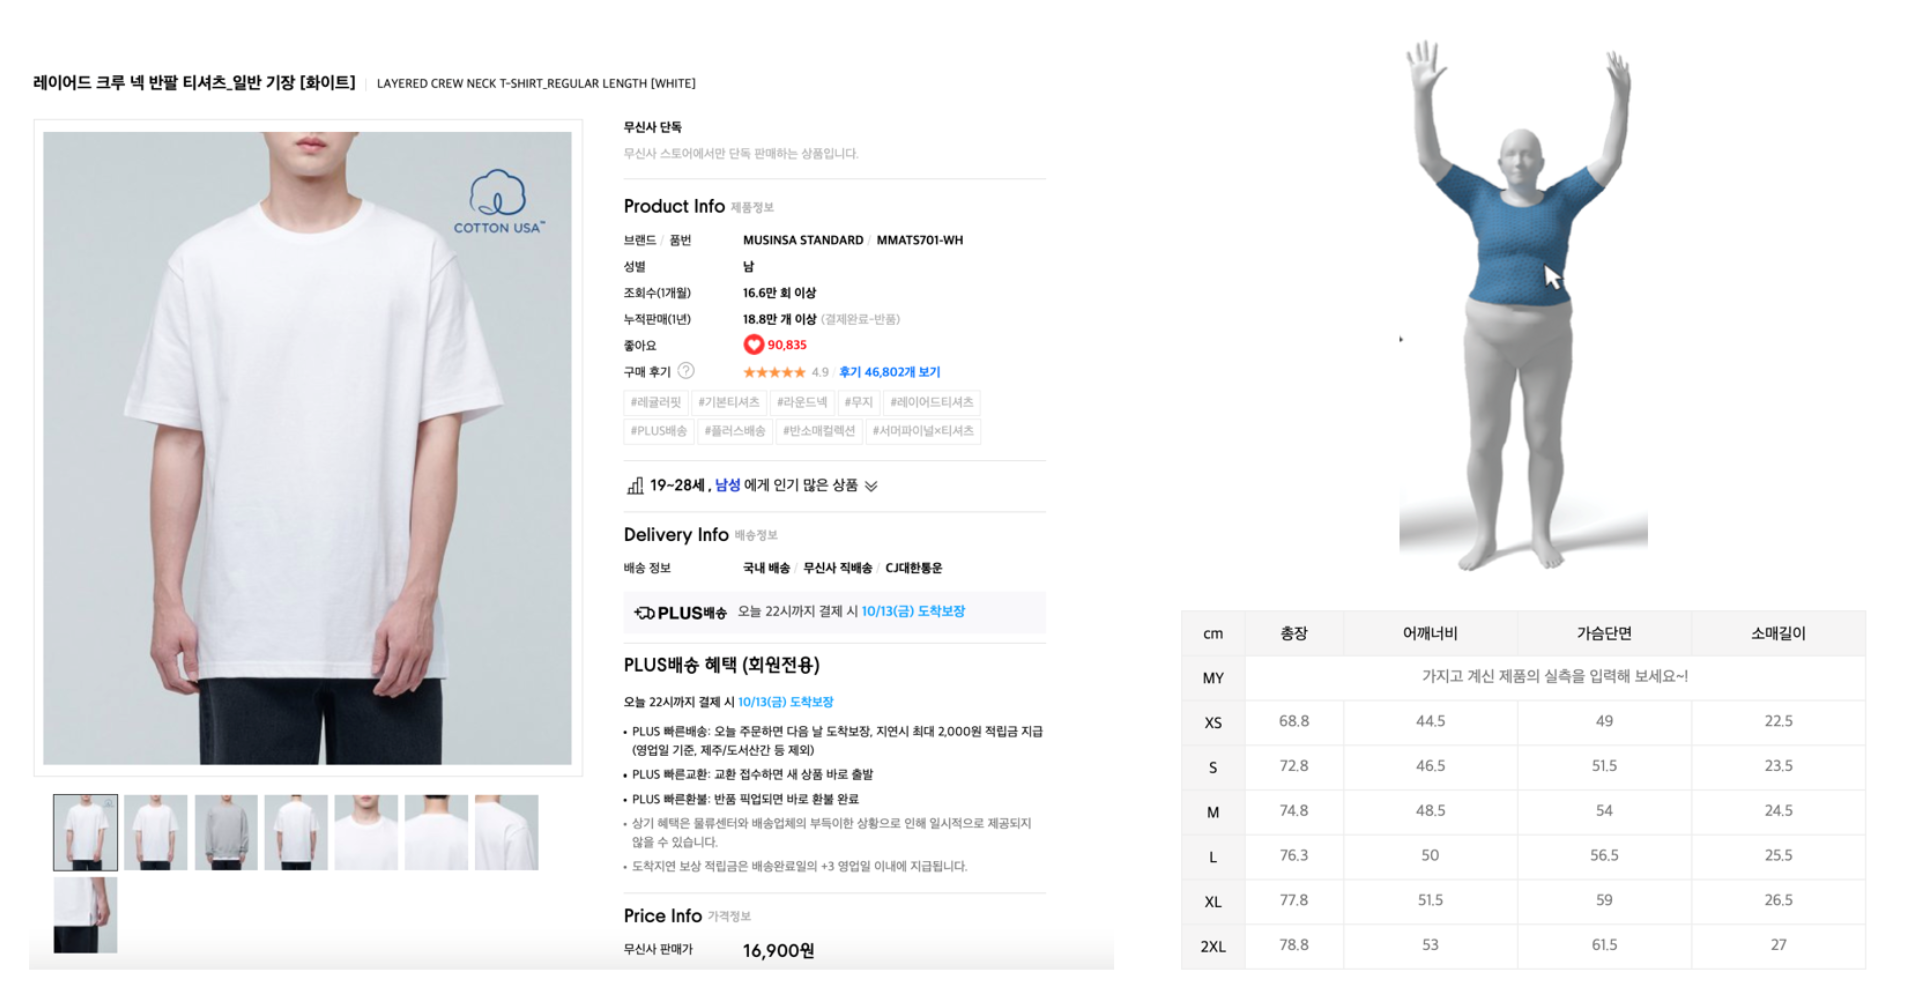 레이어드 크루 넥 반팔 티셔츠_일반 기장 [화이트] LAYERED CREW NECK T-SHIRT_REGULAR LENGTH [WHITE]
COTTON USA™
무신사 단독
무신사 스토어에서만 단독 판매하는 상품입니다.
Product Info 제품정보
브랜드 / 품번 MUSINSA STANDARD / MMATS701-WH
성별 남
조회수(1개월) 16.6만 회 이상
누적판매(1년) 18.8만 개 이상 (결제완료-반품)
좋아요 90,835
구매 후기 ? ★★★★★ 4.9 / 후기 46,802개 보기
#레귤러핏 #기본티셔츠 #라운드넥 #무지 #레이어드티셔츠
#PLUS배송 #플러스배송 #반소매컬렉션 #서머파이널×티셔츠
19~28세 , 남성 에게 인기 많은 상품
Delivery Info 배송정보
배송 정보 국내 배송 / 무신사 직배송 / CJ대한통운
PLUS배송 오늘 22시까지 결제 시 10/13(금) 도착보장
PLUS배송 혜택 (회원전용)
오늘 22시까지 결제 시 10/13(금) 도착보장
• PLUS 빠른배송: 오늘 주문하면 다음 날 도착보장, 지연시 최대 2,000원 적립금 지급
(영업일 기준, 제주/도서산간 등 제외)
• PLUS 빠른교환: 교환 접수하면 새 상품 바로 출발
• PLUS 빠른환불: 반품 픽업되면 바로 환불 완료
• 상기 혜택은 물류센터와 배송업체의 부득이한 상황으로 인해 일시적으로 제공되지
않을 수 있습니다.
• 도착지연 보상 적립금은 배송완료일의 +3 영업일 이내에 지급됩니다.
Price Info 가격정보
무신사 판매가 16,900원
cm 총장 어깨너비 가슴단면 소매길이
MY 가지고 계신 제품의 실측을 입력해 보세요~!
XS 68.8 44.5 49 22.5
S 72.8 46.5 51.5 23.5
M 74.8 48.5 54 24.5
L 76.3 50 56.5 25.5
XL 77.8 51.5 59 26.5
2XL 78.8 53 61.5 27